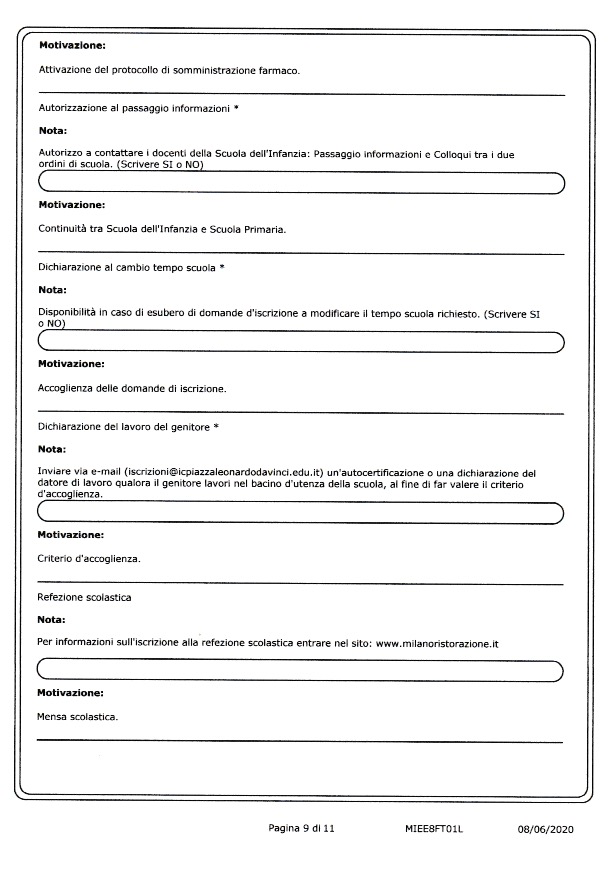 Motivazione:
Attivazione del protocollo di somministrazione farmaco.
Autorizzazione al passaggio informazioni *
Nota:
Autorizzo a contattare i docenti della Scuola dell'Infanzia: Passaggio informazioni e Colloqui tra i due
ordini di scuola. (Scrivere SI o NO)
Motivazione:
Continuità tra Scuola dell'Infanzia e Scuola Primaria.
Dichiarazione al cambio tempo scuola *
Nota:
Disponibilità in caso di esubero di domande d'iscrizione a modificare il tempo scuola richiesto. (Scrivere SI
o NO)
Motivazione:
Accoglienza delle domande di iscrizione.
Dichiarazione del lavoro del genitore *
Nota:
Inviare via e-mail (iscrizioni@icpiazzaleonardodavinci.edu.it) un'autocertificazione o una dichiarazione del
datore di lavoro qualora il genitore lavori nel bacino d'utenza della scuola, al fine di far valere il criterio
d'accoglienza.
Motivazione:
Criterio d'accoglienza.
Refezione scolastica
Nota:
Per informazioni sull'iscrizione alla refezione scolastica entrare nel sito: www.milanoristorazione.it
Motivazione:
Mensa scolastica.
Pagina 9 di 11 MIEE8FT01L 08/06/2020